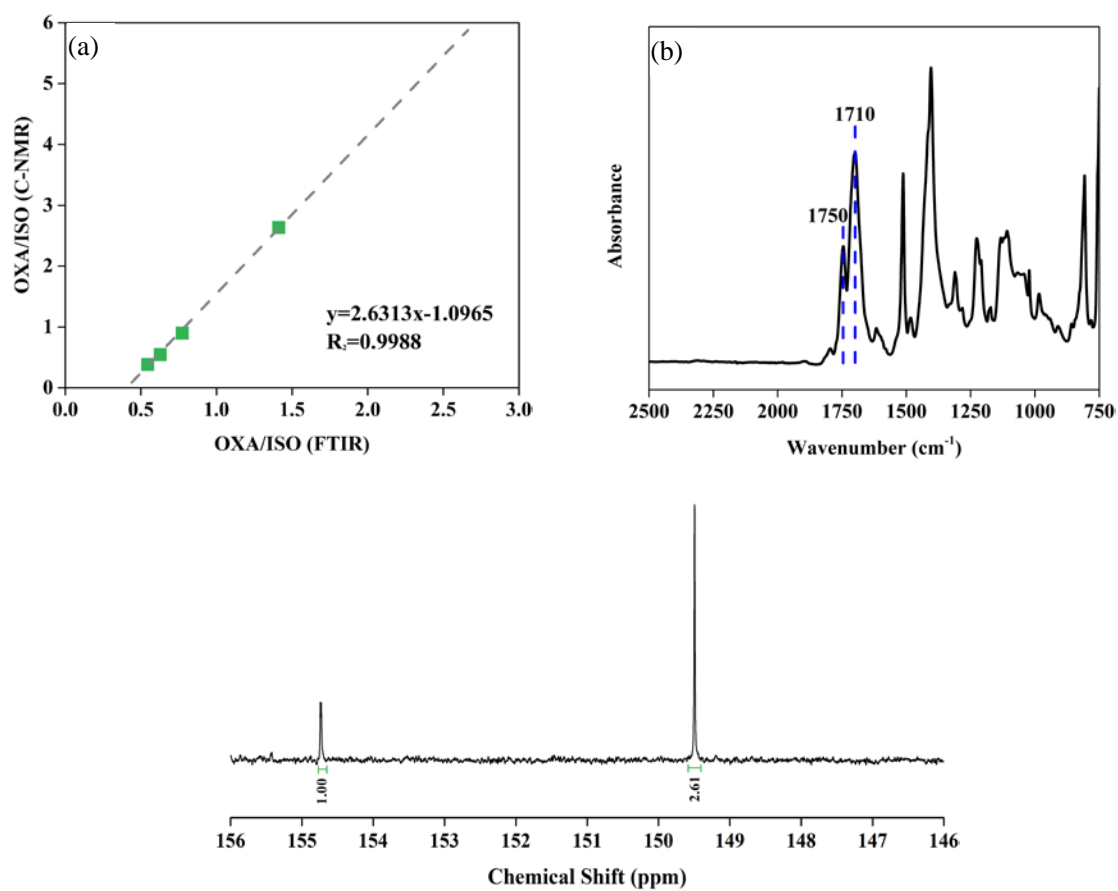 (a)
6
5
4
3
2
1
0
OXA/ISO (C-NMR)
y=2.6313x-1.0965
R₂=0.9988
0.0 0.5 1.0 1.5 2.0 2.5 3.0
OXA/ISO (FTIR)
(b)
1710
1750
Absorbance
2500 2250 2000 1750 1500 1250 1000 750
Wavenumber (cm⁻¹)
1.00
2.61
156 155 154 153 152 151 150 149 148 147 146
Chemical Shift (ppm)